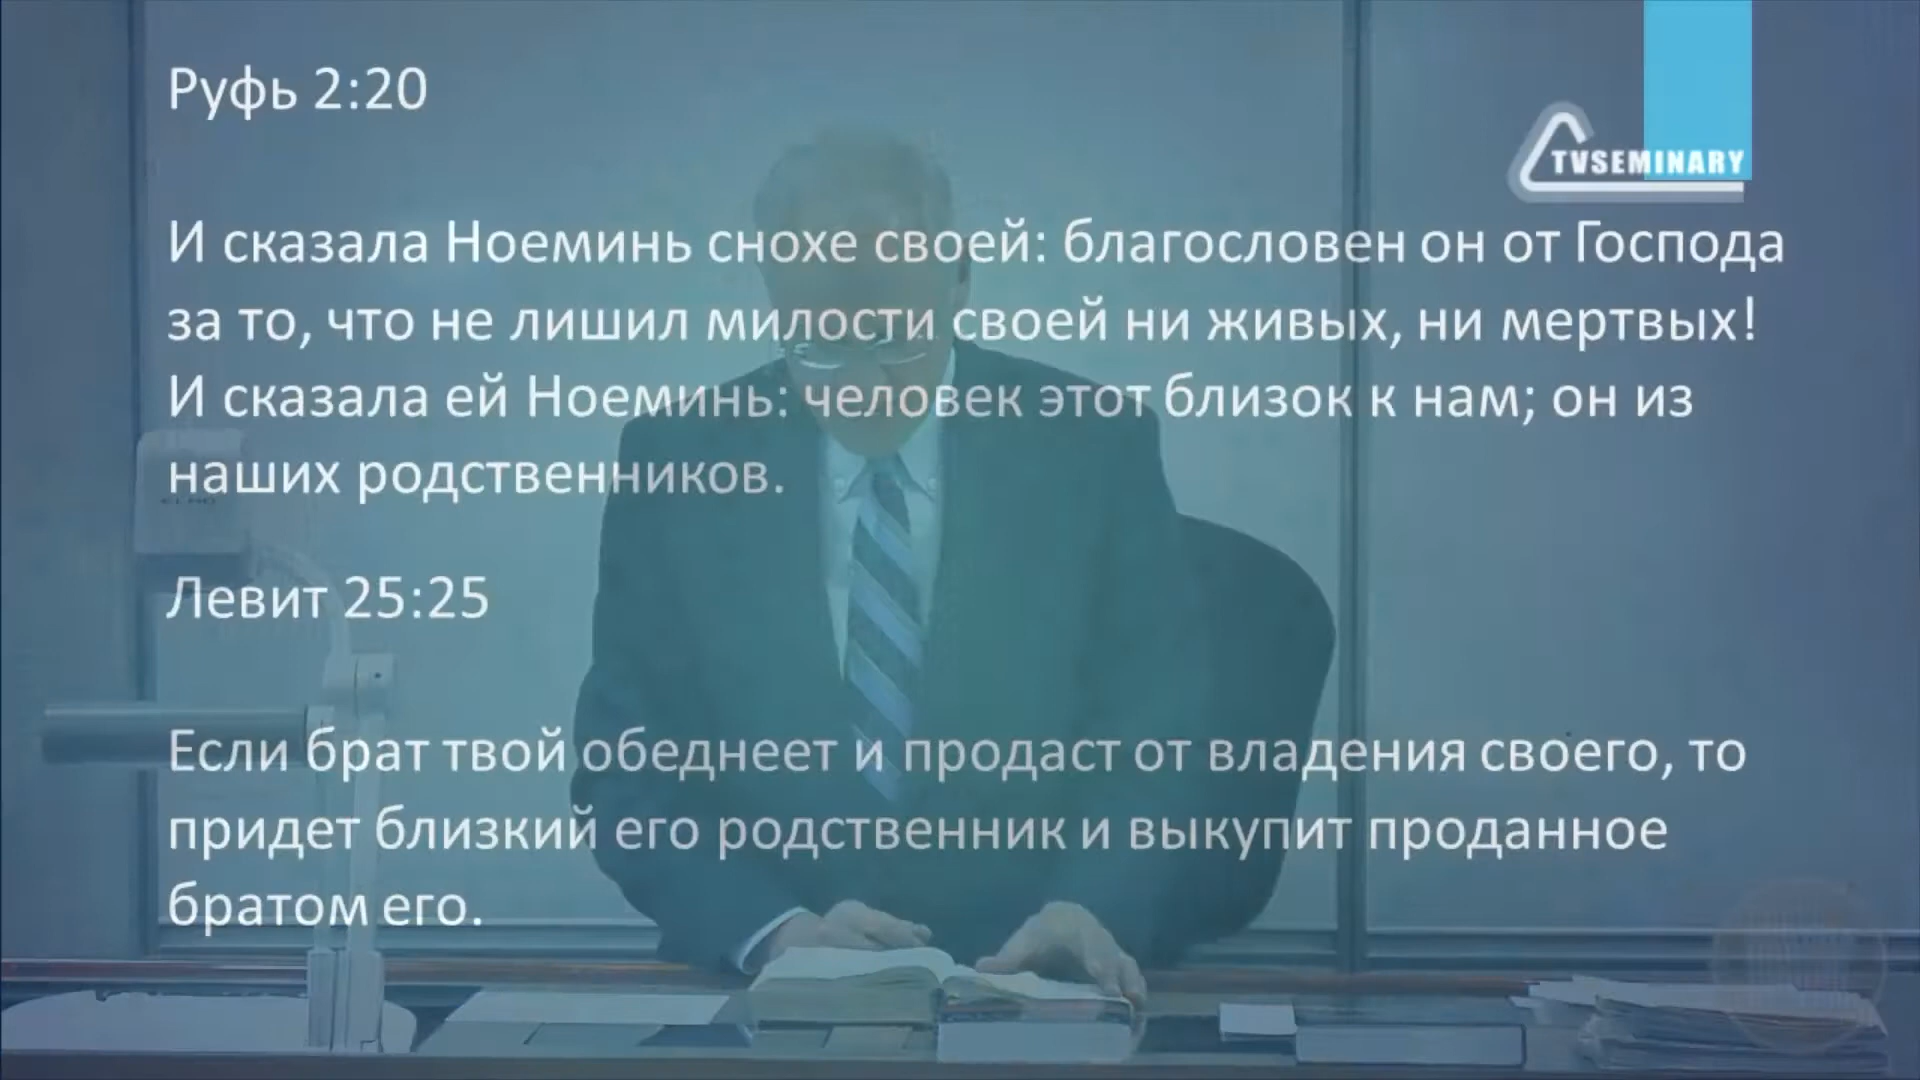 Руфь 2:20
TVSEMINARY
И сказала Ноеминь снохе своей: благословен он от Господа
за то, что не лишил милости своей ни живых, ни мертвых!
И сказала ей Ноеминь: человек этот близок к нам; он из
наших родственников.
Левит 25:25
Если брат твой обеднеет и продаст от владения своего, то
придет близкий его родственник и выкупит проданное
братом его.